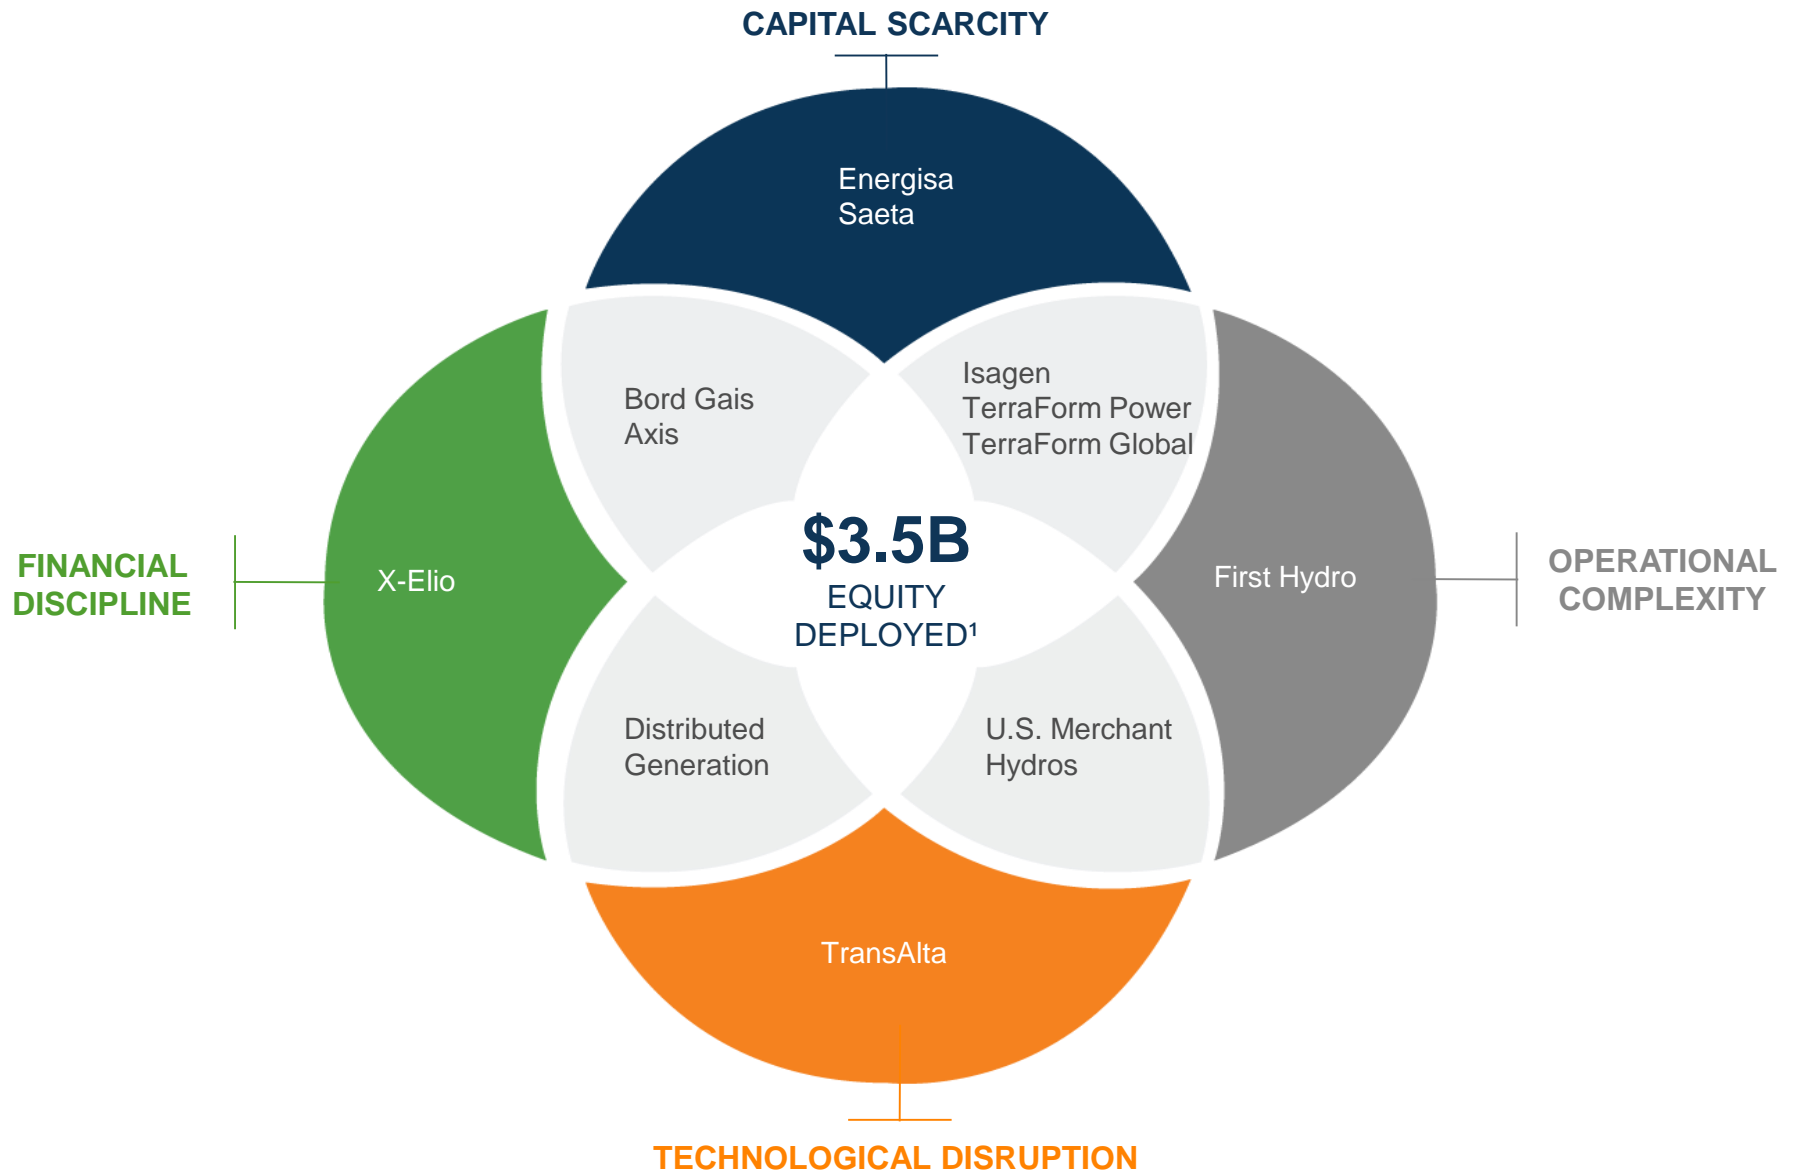 CAPITAL SCARCITY
Energisa
Saeta
Bord Gais
Axis
Isagen
TerraForm Power
TerraForm Global
FINANCIAL
DISCIPLINE
X-Elio
$3.5B
EQUITY
DEPLOYED¹
First Hydro
OPERATIONAL
COMPLEXITY
Distributed
Generation
U.S. Merchant
Hydros
TransAlta
TECHNOLOGICAL DISRUPTION